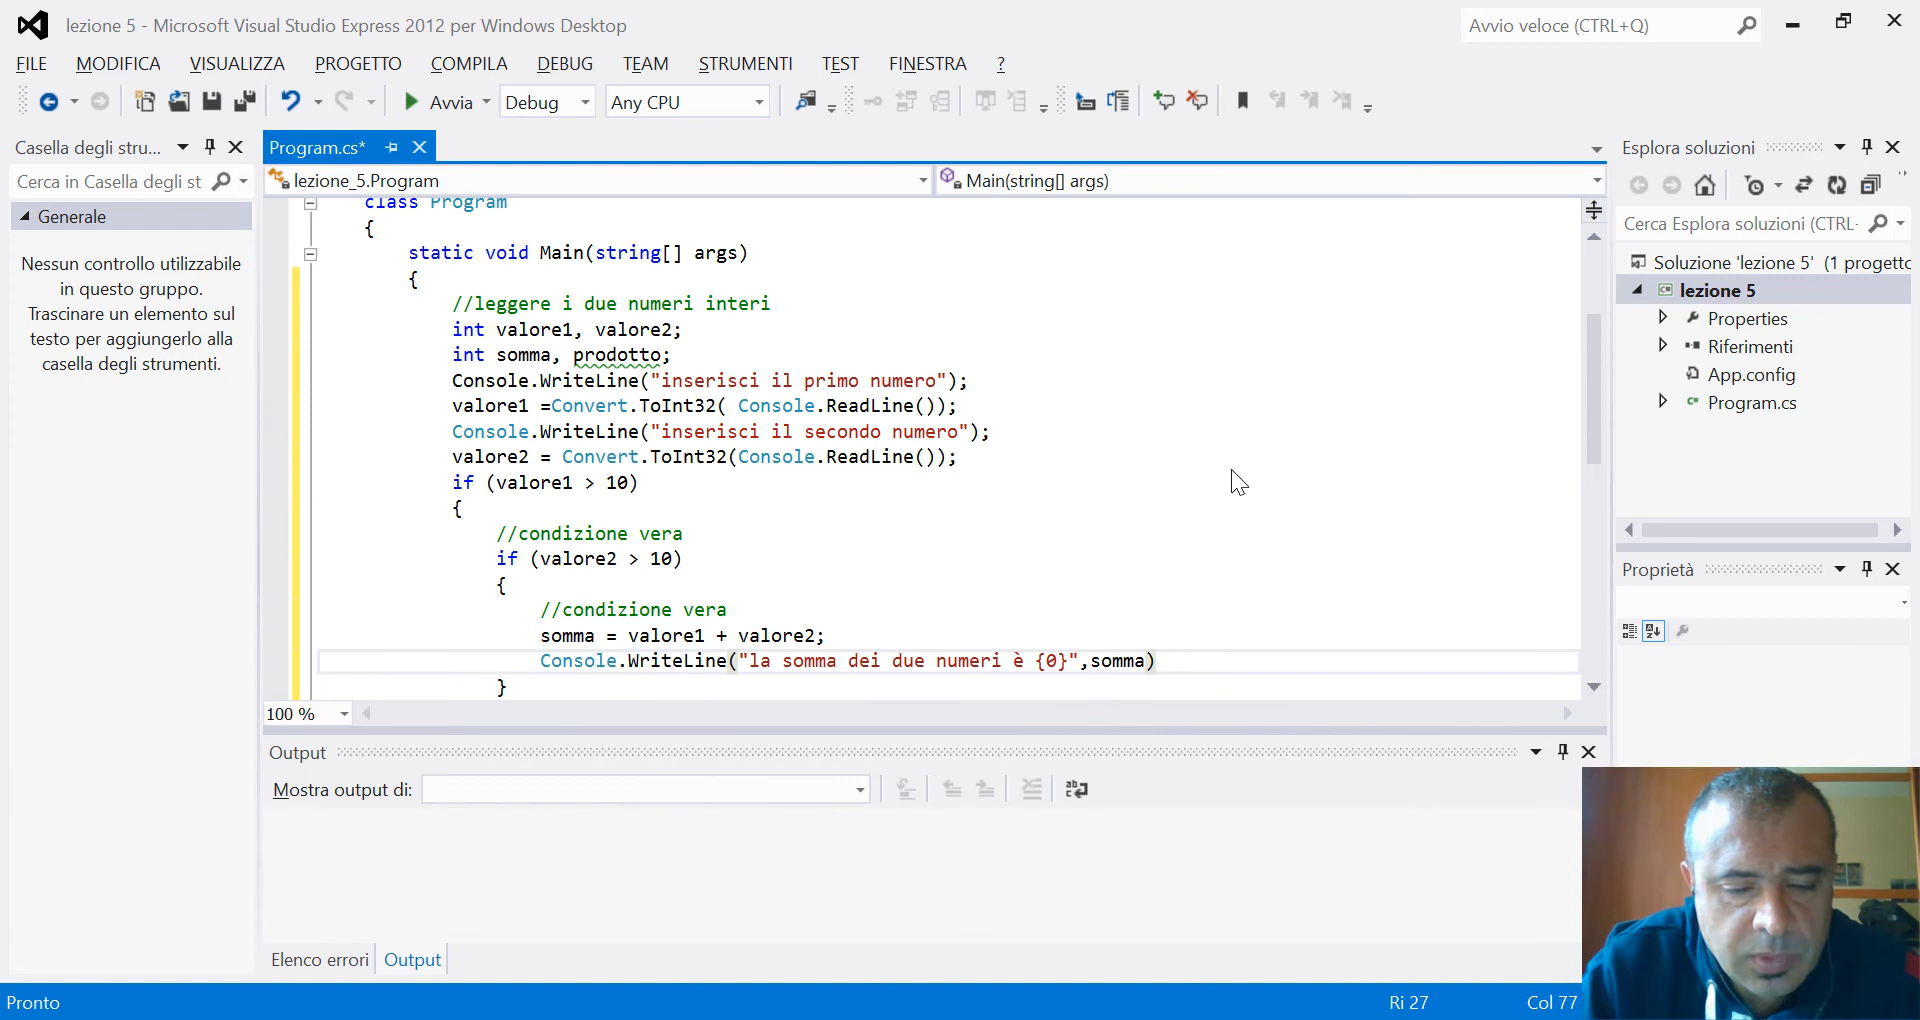 lezione 5 - Microsoft Visual Studio Express 2012 per Windows Desktop
Avvio veloce (CTRL+Q)
FILE MODIFICA VISUALIZZA PROGETTO COMPILA DEBUG TEAM STRUMENTI TEST FINESTRA ?
Avvia Debug Any CPU
Casella degli stru...
Cerca in Casella degli st
Generale
Nessun controllo utilizzabile
in questo gruppo.
Trascinare un elemento sul
testo per aggiungerlo alla
casella degli strumenti.
Program.cs*
lezione_5.Program
Main(string[] args)
class Program
{
static void Main(string[] args)
{
//leggere i due numeri interi
int valore1, valore2;
int somma, prodotto;
Console.WriteLine("inserisci il primo numero");
valore1 =Convert.ToInt32( Console.ReadLine());
Console.WriteLine("inserisci il secondo numero");
valore2 = Convert.ToInt32(Console.ReadLine());
if (valore1 > 10)
{
//condizione vera
if (valore2 > 10)
{
//condizione vera
somma = valore1 + valore2;
Console.WriteLine("la somma dei due numeri è {0}",somma)
}
100 %
Output
Mostra output di:
Elenco errori
Output
Esplora soluzioni
Cerca Esplora soluzioni (CTRL-
Soluzione 'lezione 5' (1 progetto
lezione 5
Properties
Riferimenti
App.config
Program.cs
Proprietà
Pronto
Ri 27
Col 77